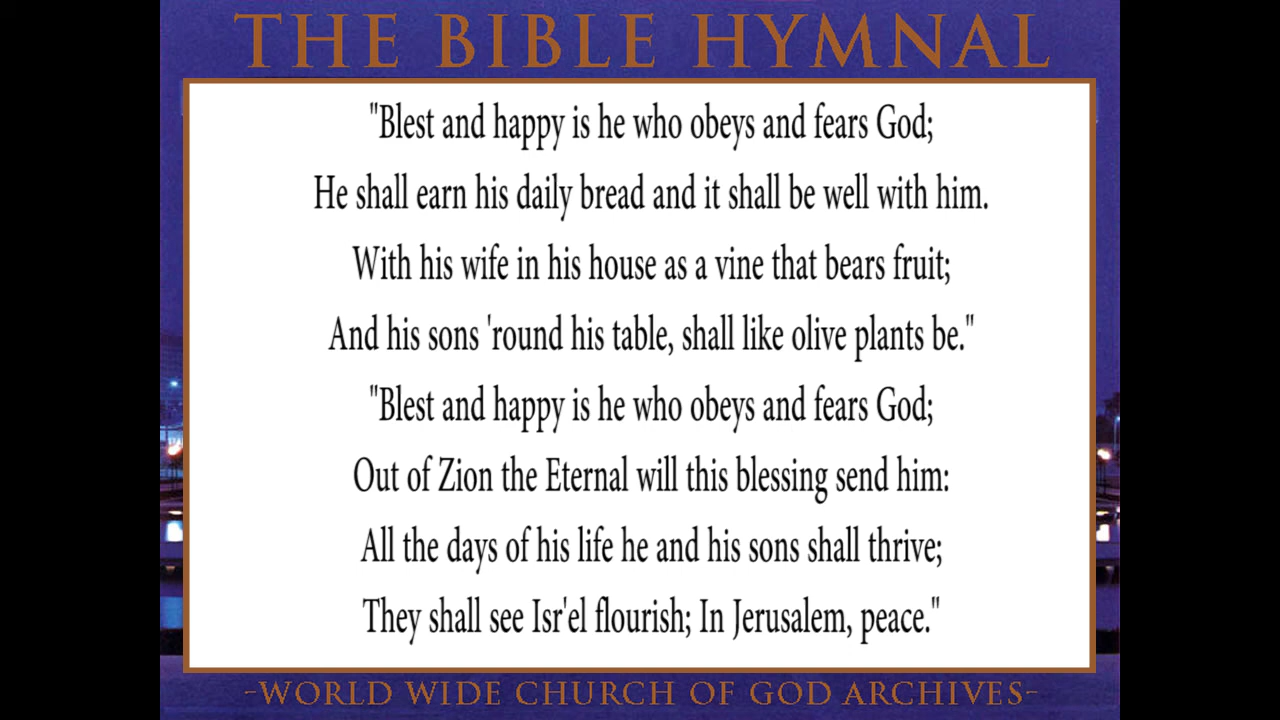 THE BIBLE HYMNAL
"Blest and happy is he who obeys and fears God;
He shall earn his daily bread and it shall be well with him.
With his wife in his house as a vine that bears fruit;
And his sons 'round his table, shall like olive plants be."
"Blest and happy is he who obeys and fears God;
Out of Zion the Eternal will this blessing send him:
All the days of his life he and his sons shall thrive;
They shall see Isr'el flourish; In Jerusalem, peace."
-WORLD WIDE CHURCH OF GOD ARCHIVES-